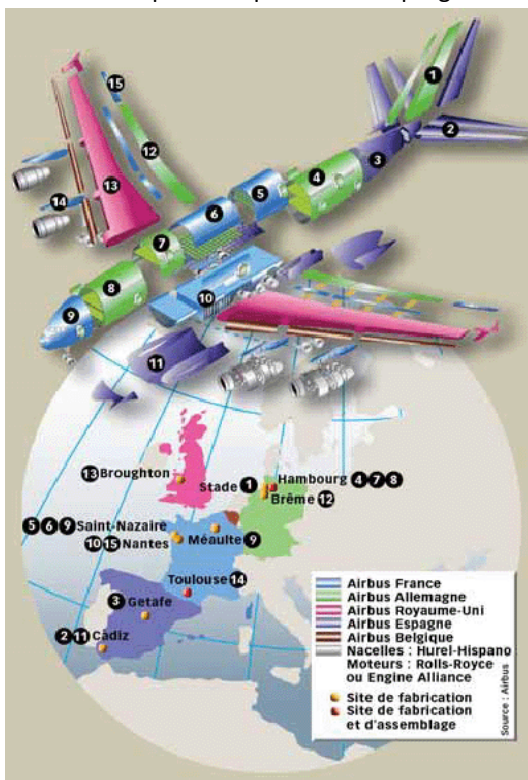 1
15
2
12
3
4
5
13
6
14
7
8
10
9
11
13 Broughton
Stade 1
Hambourg 4 7 8
Brême 12
5 6 9 Saint-Nazaire
10 15 Nantes
Méaulte 9
Toulouse 14
3 Getafe
2 11 Cádiz
Airbus France
Airbus Allemagne
Airbus Royaume-Uni
Airbus Espagne
Airbus Belgique
Nacelles : Hurel-Hispano
Moteurs : Rolls-Royce
ou Engine Alliance
Site de fabrication
Site de fabrication
et d'assemblage
Source : Airbus